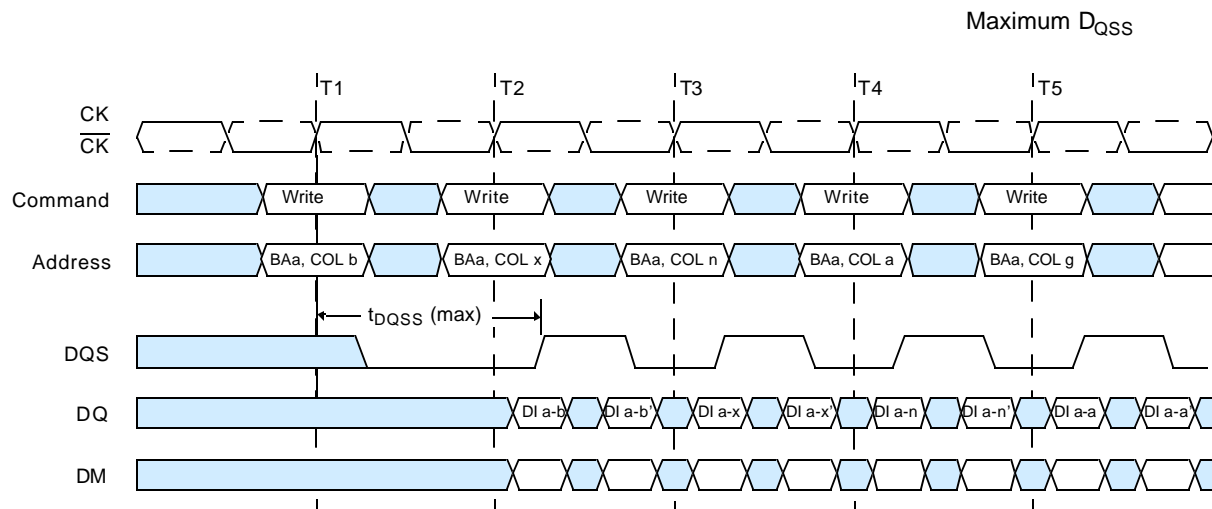 Maximum DQSS
T1 T2 T3 T4 T5
CK
CK
Command Write Write Write Write Write
Address BAa, COL b BAa, COL x BAa, COL n BAa, COL a BAa, COL g
tDQSS (max)
DQS
DQ DI a-b DI a-b' DI a-x DI a-x' DI a-n DI a-n' DI a-a DI a-a'
DM